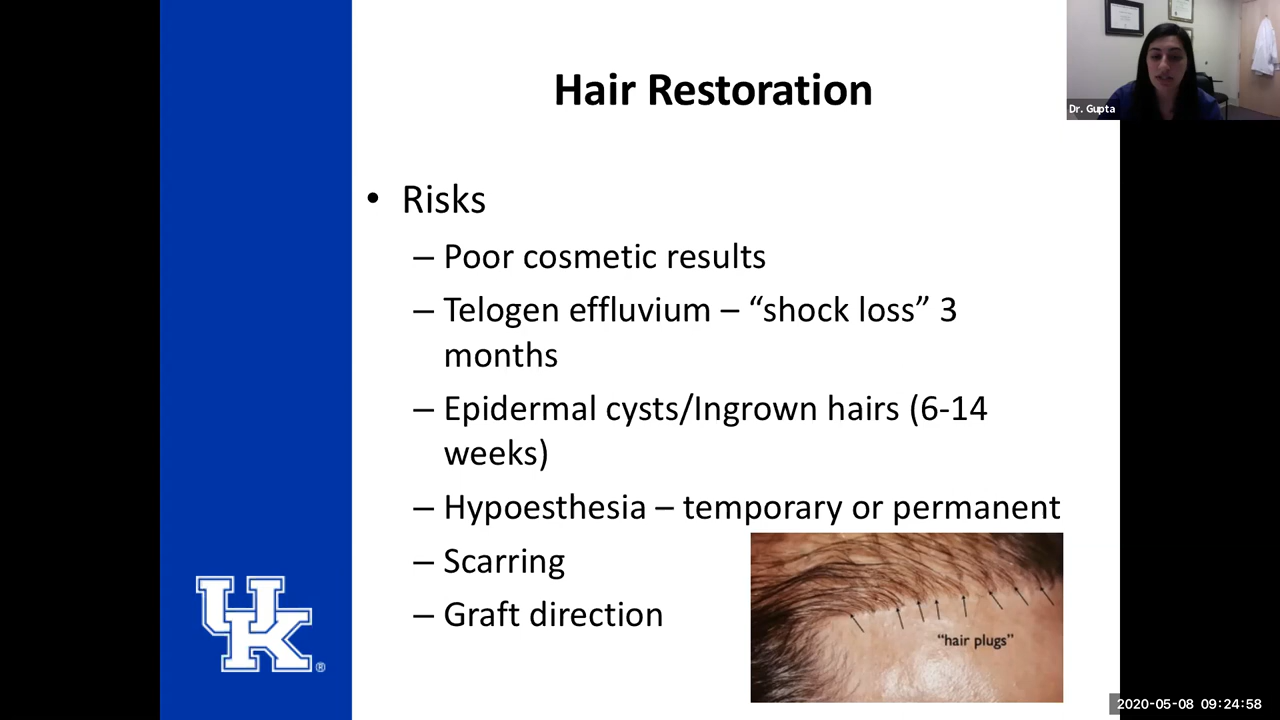 Hair Restoration
Dr. Gupta
• Risks
– Poor cosmetic results
– Telogen effluvium – “shock loss” 3
months
– Epidermal cysts/Ingrown hairs (6-14
weeks)
– Hypoesthesia – temporary or permanent
– Scarring
– Graft direction
“hair plugs”
UK®
2020-05-08 09:24:58